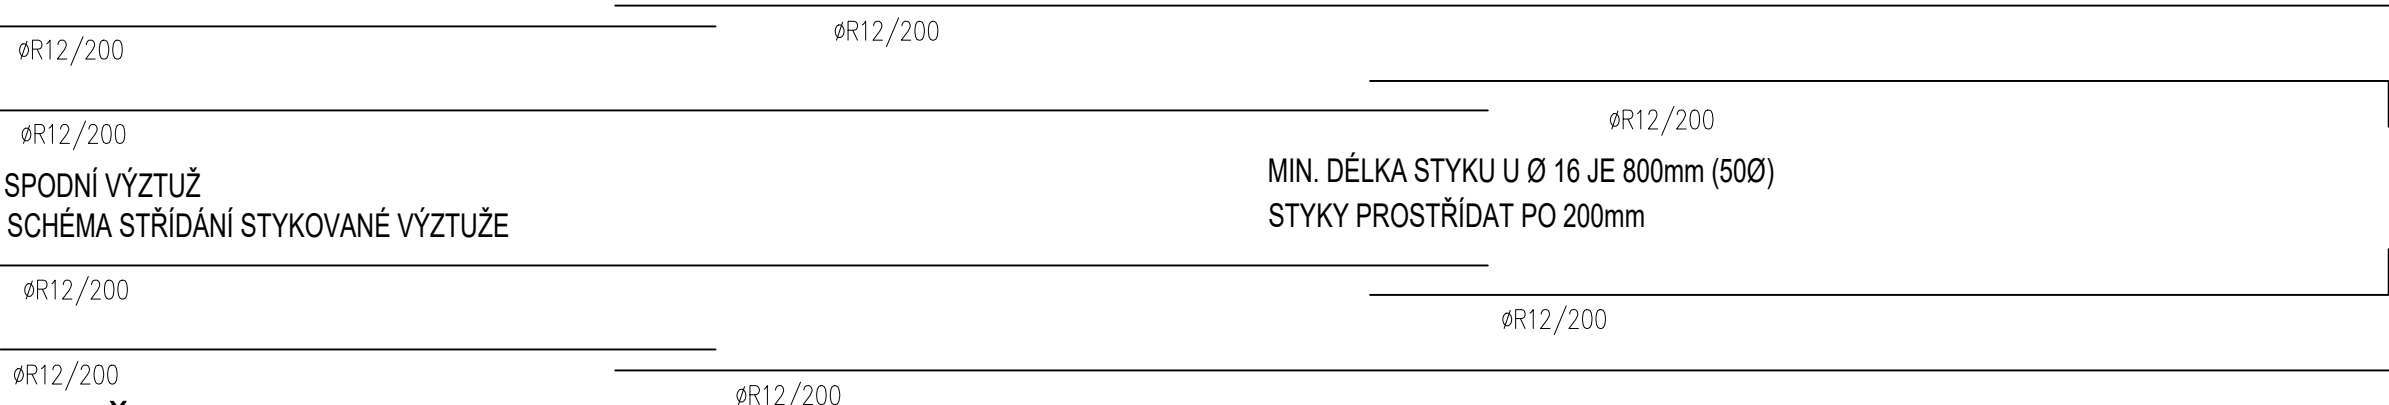 øR12/200
øR12/200
øR12/200
øR12/200
SPODNÍ VÝZTUŽ
SCHÉMA STŘÍDÁNÍ STYKOVANÉ VÝZTUŽE
MIN. DÉLKA STYKU U Ø 16 JE 800mm (50Ø)
STYKY PROSTŘÍDAT PO 200mm
øR12/200
øR12/200
øR12/200
øR12/200